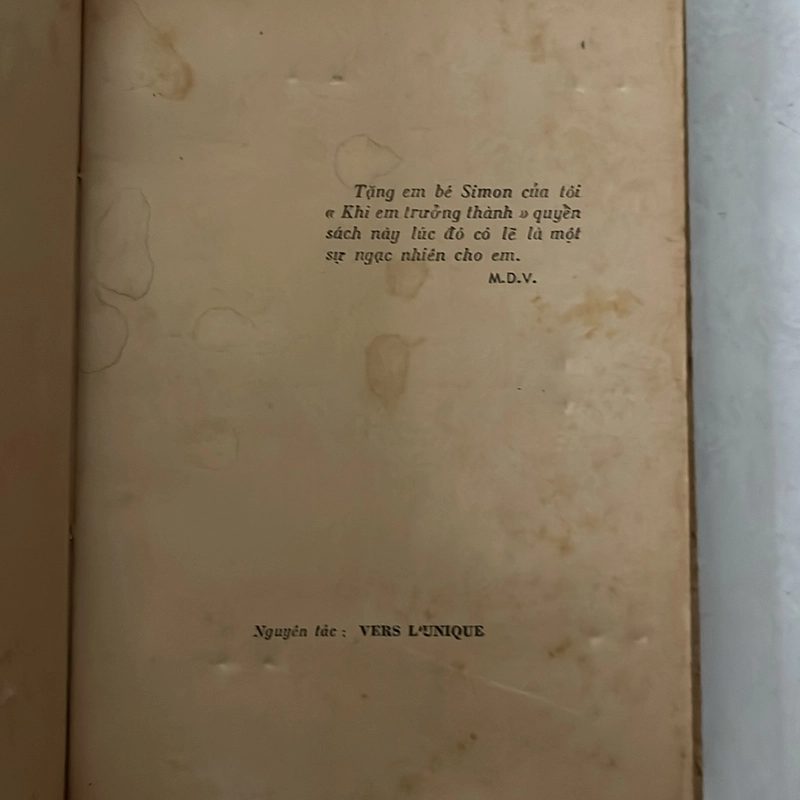 Tặng em bé Simon của tôi
« Khi em trưởng thành » quyển
sách này lúc đó có lẽ là một
sự ngạc nhiên cho em.
M.D.V.
Nguyên tác : VERS L'UNIQUE